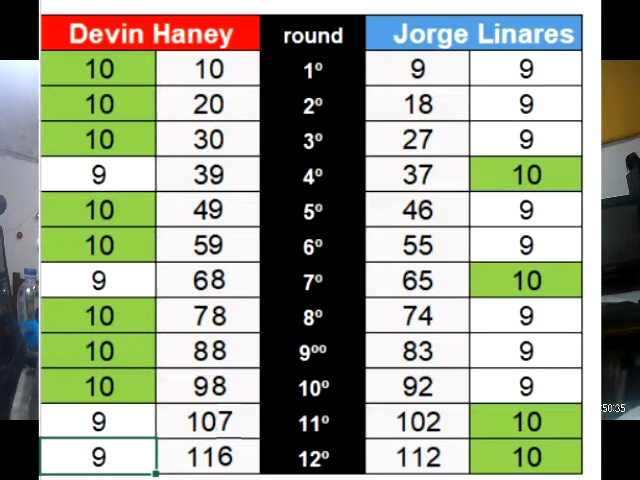 Devin Haney round Jorge Linares
10 10 1º 9 9
10 20 2º 18 9
10 30 3º 27 9
9 39 4º 37 10
10 49 5º 46 9
10 59 6º 55 9
9 68 7º 65 10
10 78 8º 74 9
10 88 9ºº 83 9
10 98 10º 92 9
9 107 11º 102 10
9 116 12º 112 10
:50:35